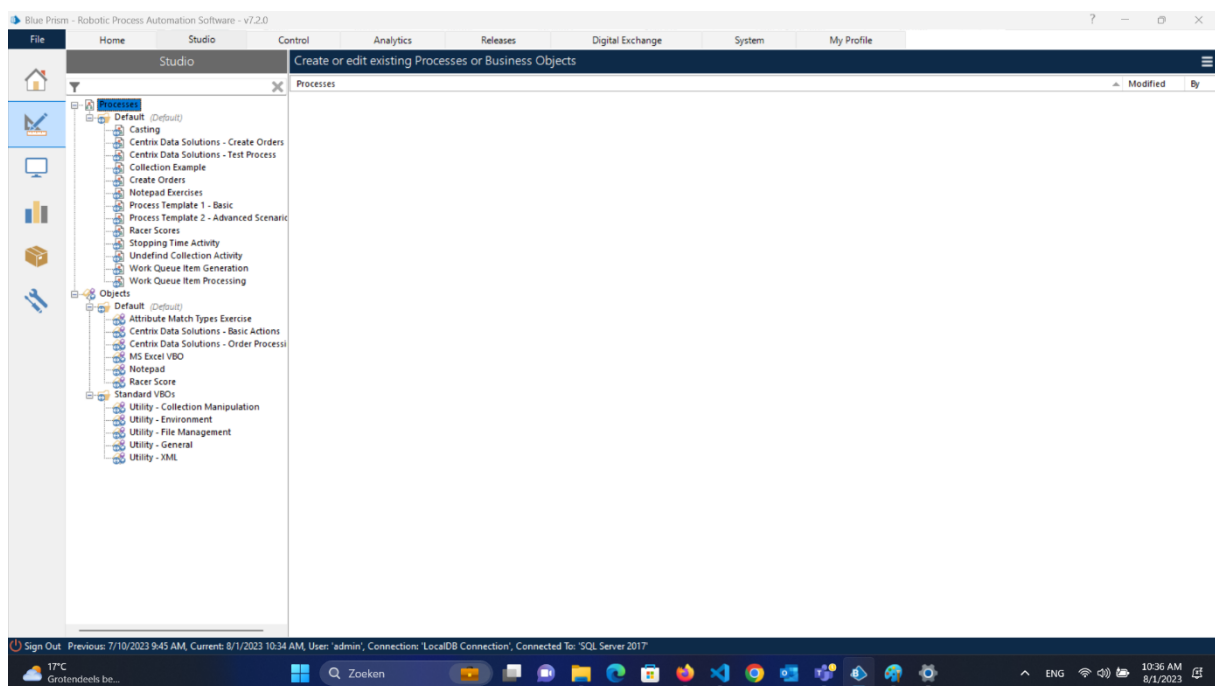 Blue Prism - Robotic Process Automation Software - v7.2.0
File Home Studio Control Analytics Releases Digital Exchange System My Profile
Studio
Create or edit existing Processes or Business Objects
Processes Modified By
Processes
Default (Default)
Casting
Centrix Data Solutions - Create Orders
Centrix Data Solutions - Test Process
Collection Example
Create Orders
Notepad Exercises
Process Template 1 - Basic
Process Template 2 - Advanced Scenaric
Racer Scores
Stopping Time Activity
Undefind Collection Activity
Work Queue Item Generation
Work Queue Item Processing
Objects
Default (Default)
Attribute Match Types Exercise
Centrix Data Solutions - Basic Actions
Centrix Data Solutions - Order Processi
MS Excel VBO
Notepad
Racer Score
Standard VBOs
Utility - Collection Manipulation
Utility - Environment
Utility - File Management
Utility - General
Utility - XML
Sign Out Previous: 7/10/2023 9:45 AM, Current: 8/1/2023 10:34 AM, User: 'admin', Connection: 'LocalDB Connection', Connected To: 'SQL Server 2017'
17°C
Grotendeels be...
Zoeken
ENG
10:36 AM
8/1/2023